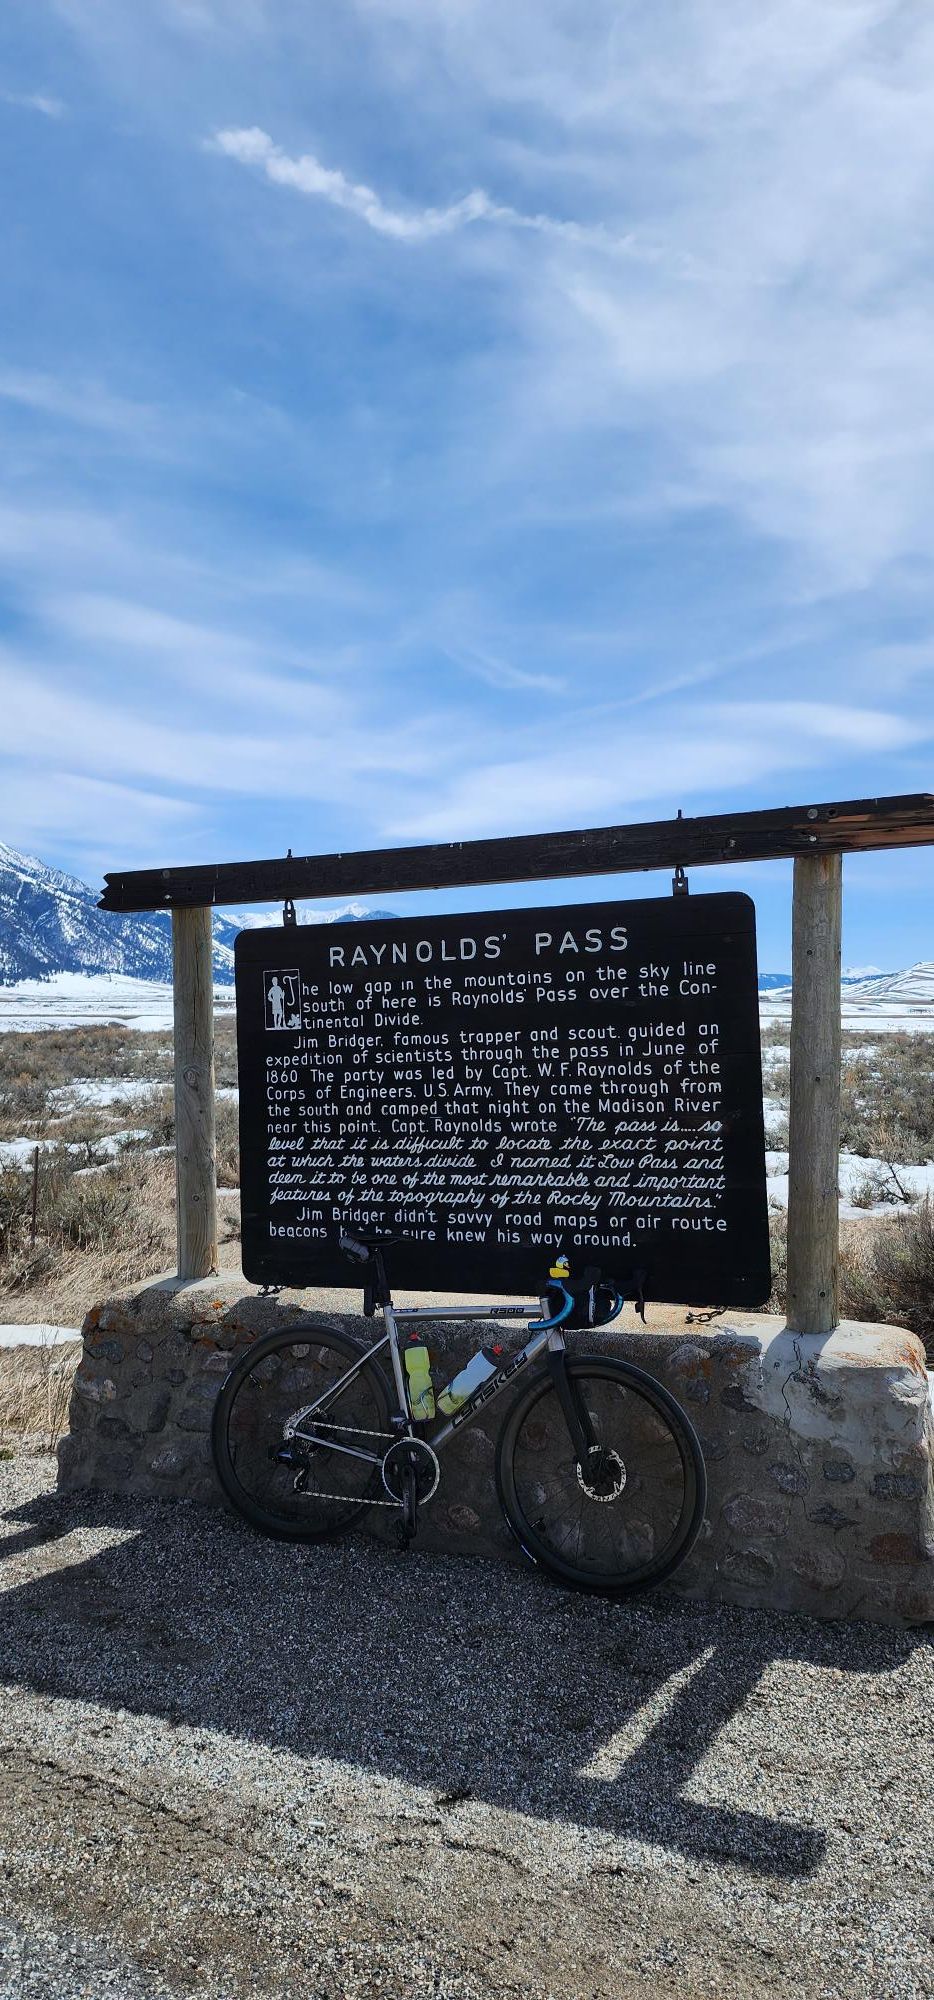 RAYNOLDS' PASS
The low gap in the mountains on the sky line
south of here is Raynolds' Pass over the Con-
tinental Divide.
Jim Bridger, famous trapper and scout, guided an
expedition of scientists through the pass in June of
1860. The party was led by Capt. W. F. Raynolds of the
Corps of Engineers, U.S. Army. They came through from
the south and camped that night on the Madison River
near this point. Capt. Raynolds wrote "The pass is.....so
level that it is difficult to locate the exact point
at which the waters divide. I named it Low Pass and
deem it to be one of the most remarkable and important
features of the topography of the Rocky Mountains."
Jim Bridger didn't savvy road maps or air route
beacons but he sure knew his way around.
R500
Lynskey